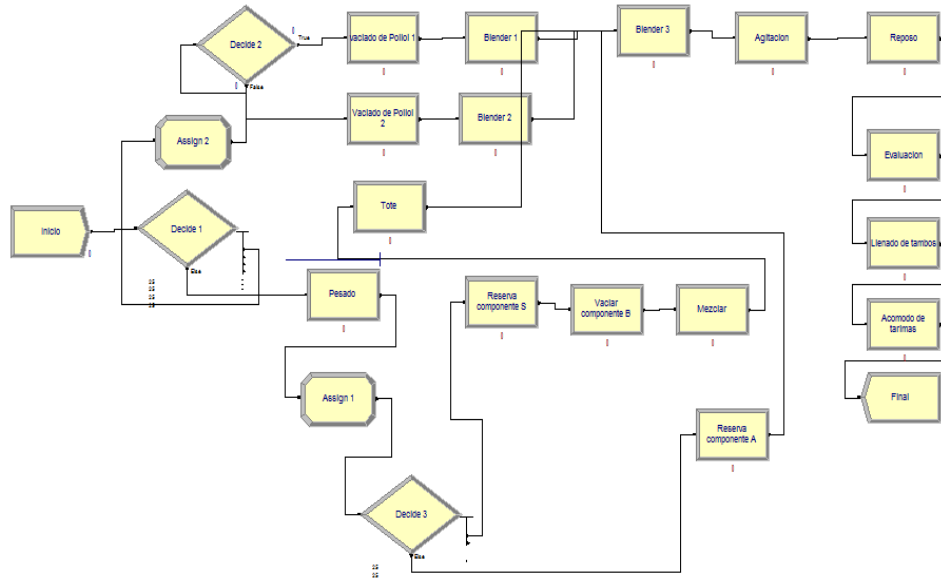 Decide 2
True
False
Vaciado de Poliol 1
Blender 1
Blender 3
Agitacion
Reposo
Vaciado de Poliol
2
Blender 2
Assign 2
Evaluacion
Tote
Inicio
Decide 1
Else
Llenado de tambos
Pesado
Reserva
componente S
Vaciar
componente B
Mezclar
Acomodo de
tarimas
Assign 1
Final
Reserva
componente A
Decide 3
Else